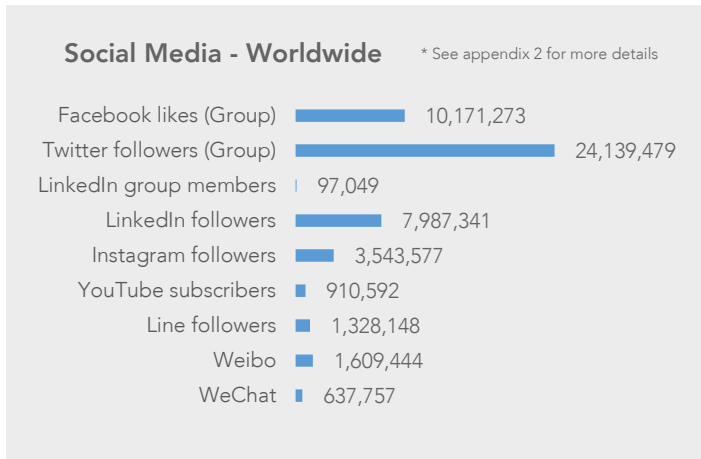 Social Media - Worldwide * See appendix 2 for more details
Facebook likes (Group) 10,171,273
Twitter followers (Group) 24,139,479
LinkedIn group members 97,049
LinkedIn followers 7,987,341
Instagram followers 3,543,577
YouTube subscribers 910,592
Line followers 1,328,148
Weibo 1,609,444
WeChat 637,757